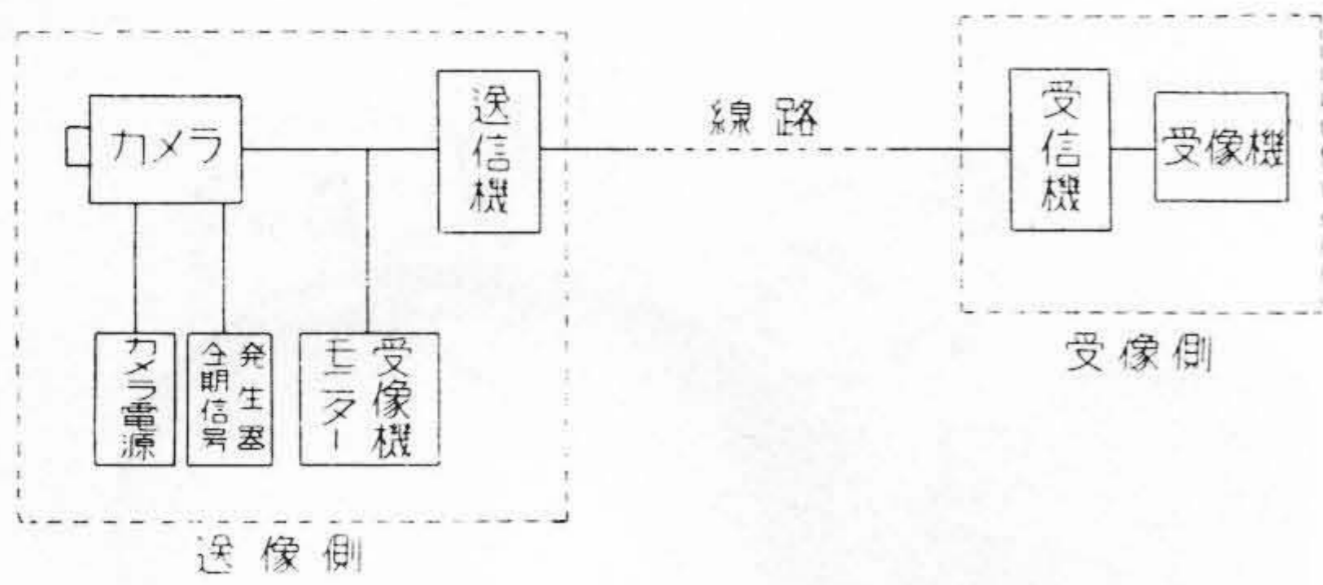 カメラ
送信機
線路
受信機
受像機
カメラ電源
仝期信号
発生器
モニター
受像機
受像側
送像側